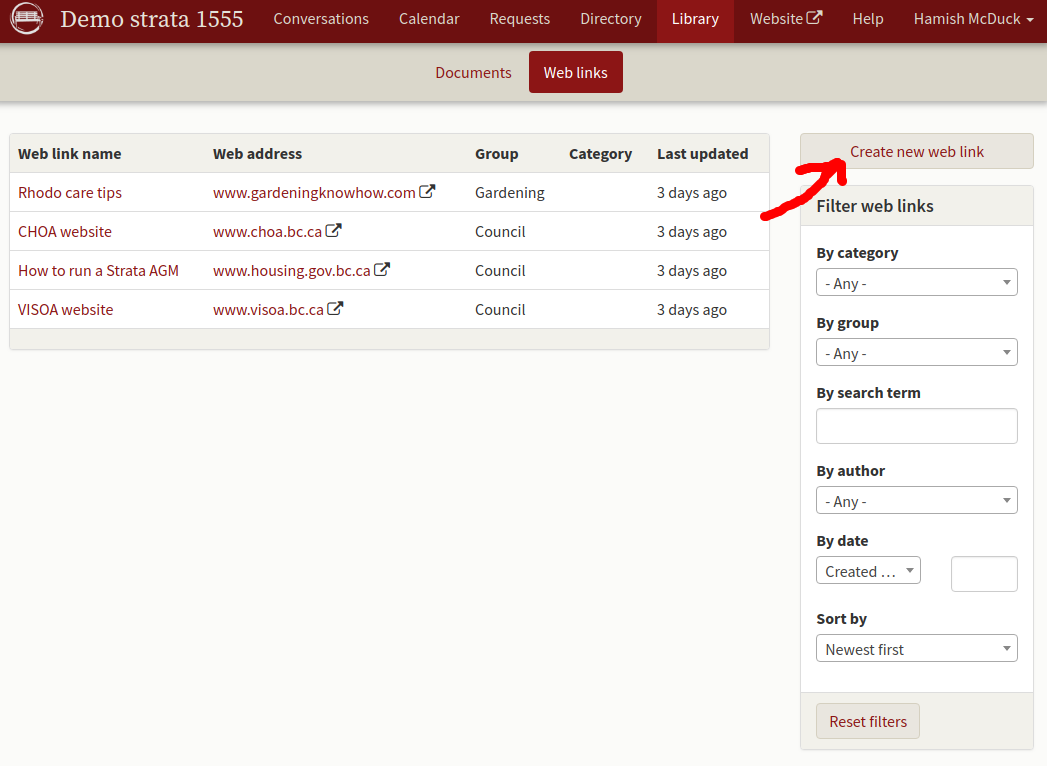 Demo strata 1555 Conversations Calendar Requests Directory Library Website Help Hamish McDuck
Documents Web links
Web link name Web address Group Category Last updated
Rhodo care tips www.gardeningknowhow.com Gardening 3 days ago
CHOA website www.choa.bc.ca Council 3 days ago
How to run a Strata AGM www.housing.gov.bc.ca Council 3 days ago
VISOA website www.visoa.bc.ca Council 3 days ago
Create new web link
Filter web links
By category
- Any -
By group
- Any -
By search term
By author
- Any -
By date
Created ...
Sort by
Newest first
Reset filters